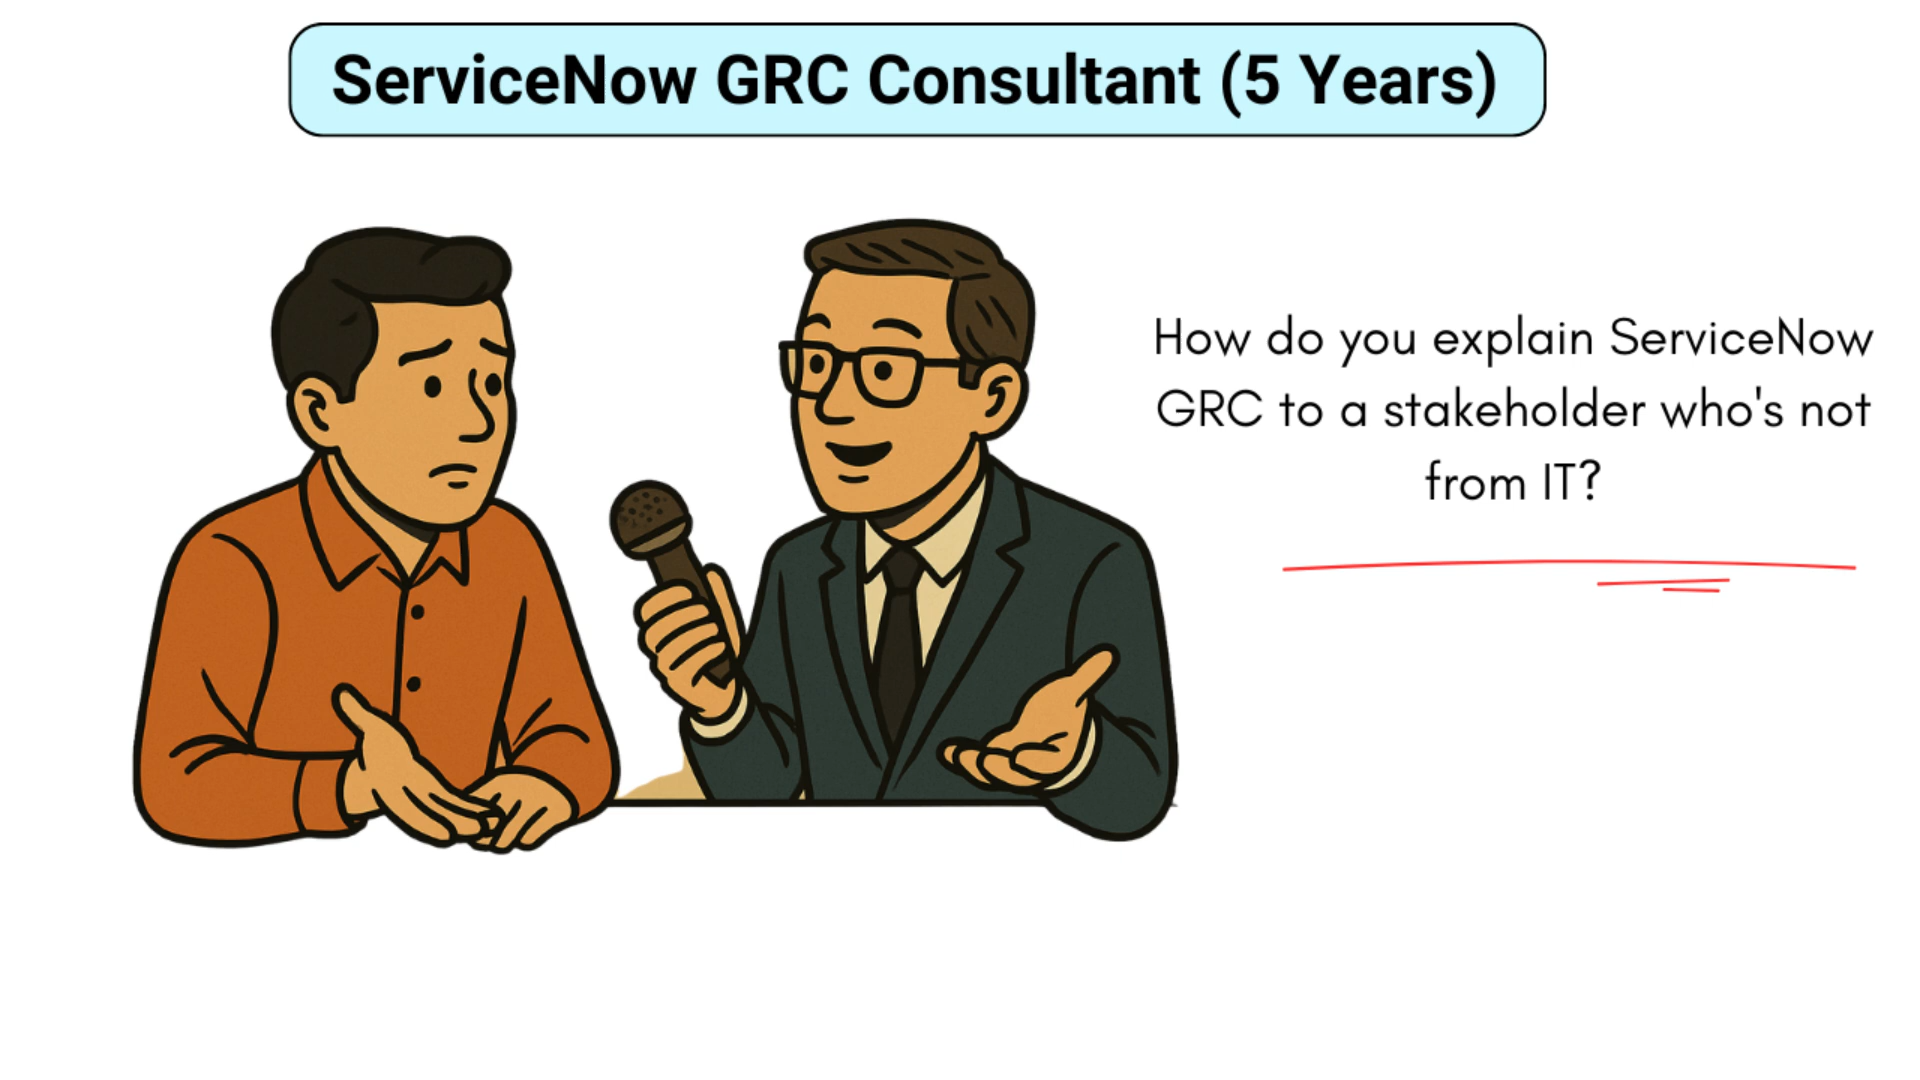 ServiceNow GRC Consultant (5 Years)
How do you explain ServiceNow
GRC to a stakeholder who's not
from IT?